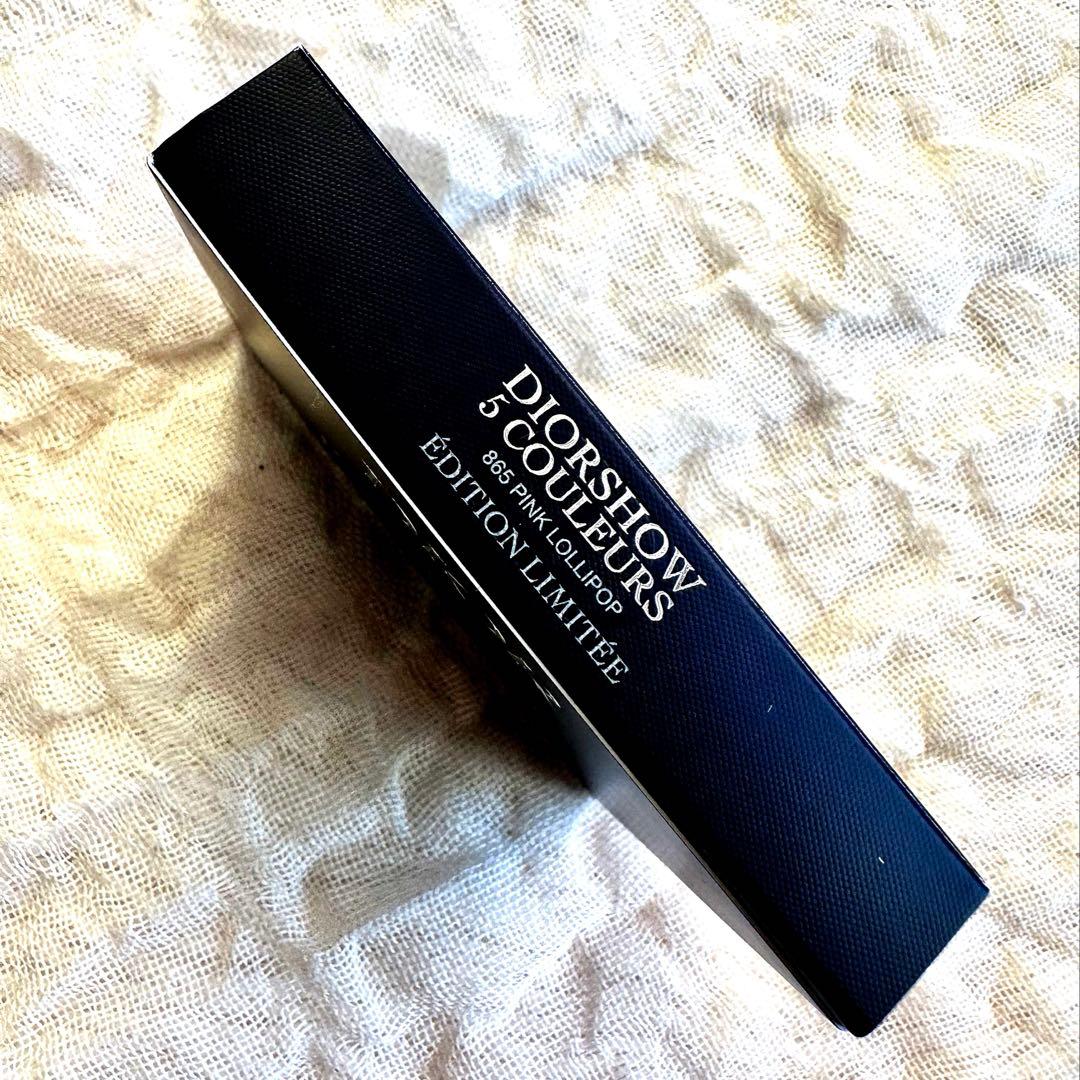 DIORSHOW
5 COULEURS
865 PINK LOLLIPOP
ÉDITION LIMITÉE